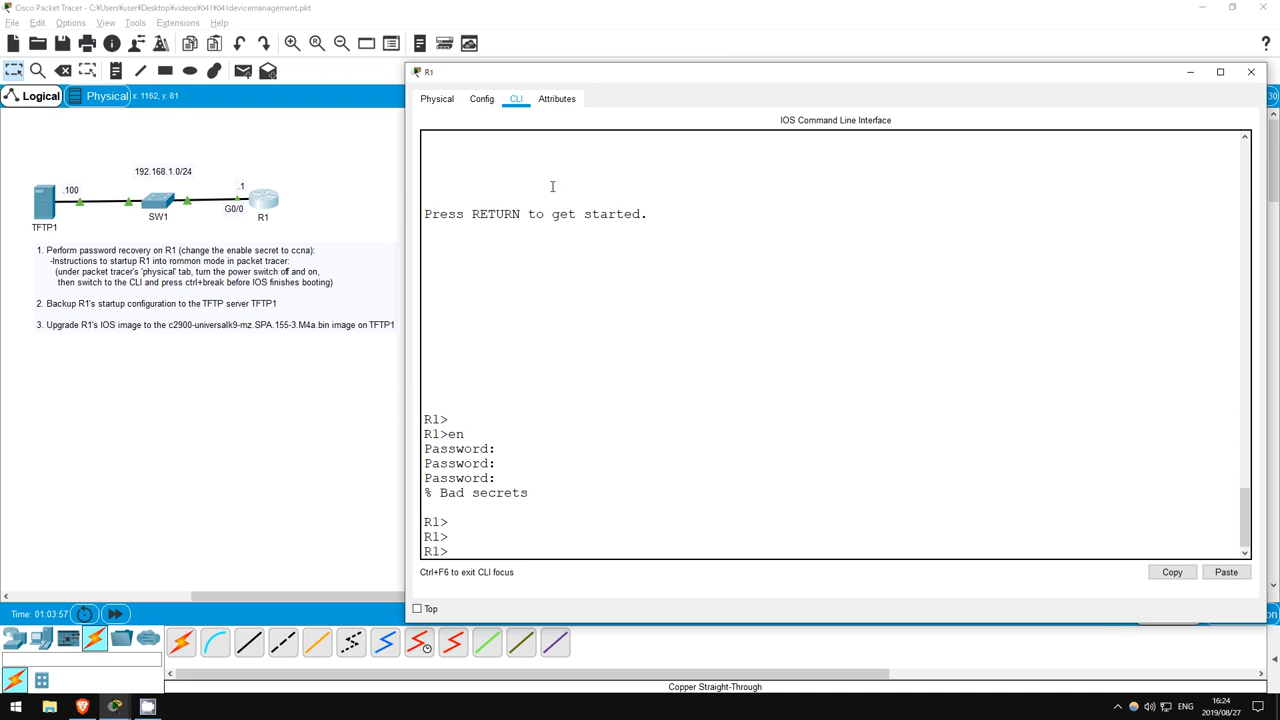 Cisco Packet Tracer - C:\Users\user\Desktop\videos\041\041devicemanagement.pkt
File Edit Options View Tools Extensions Help
Logical Physical x: 1162, y: 81
R1
Physical Config CLI Attributes
IOS Command Line Interface
Press RETURN to get started.
R1>
R1>en
Password:
Password:
Password:
% Bad secrets
R1>
R1>
R1>
Ctrl+F6 to exit CLI focus
Copy Paste
Top
192.168.1.0/24
.100
.1
G0/0
TFTP1
SW1
R1
1. Perform password recovery on R1 (change the enable secret to ccna):
-Instructions to startup R1 into rommon mode in packet tracer:
(under packet tracer's 'physical' tab, turn the power switch off and on,
then switch to the CLI and press ctrl+break before IOS finishes booting)
2. Backup R1's startup configuration to the TFTP server TFTP1
3. Upgrade R1's IOS image to the c2900-universalk9-mz.SPA.155-3.M4a.bin image on TFTP1
Time: 01:03:57
Copper Straight-Through
ENG
16:24
2019/08/27